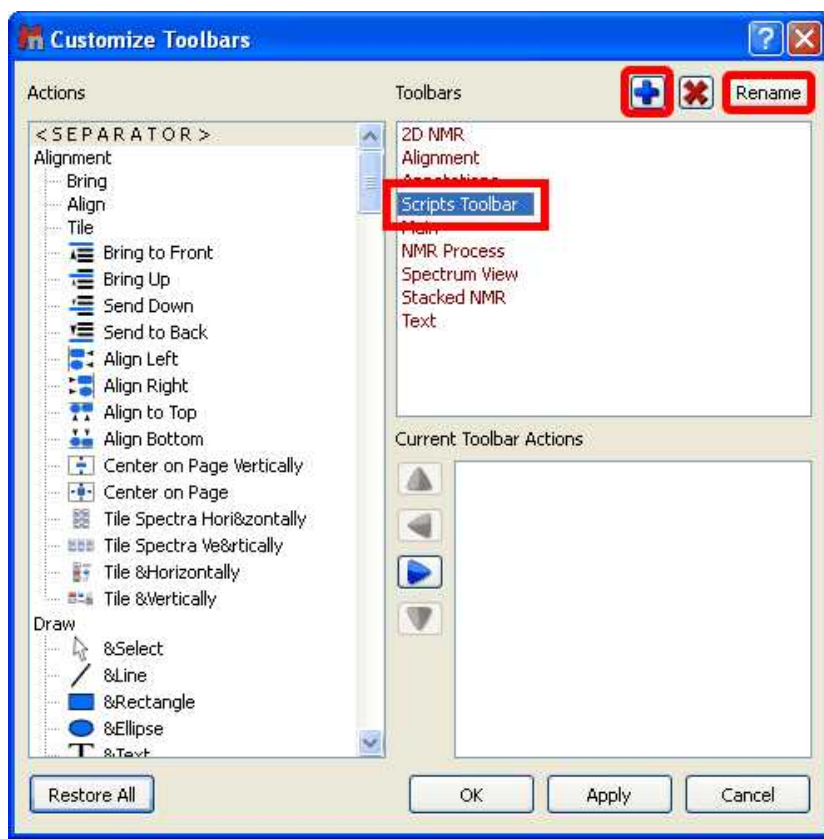 Customize Toolbars
Actions
<SEPARATOR>
Alignment
Bring
Align
Tile
Bring to Front
Bring Up
Send Down
Send to Back
Align Left
Align Right
Align to Top
Align Bottom
Center on Page Vertically
Center on Page
Tile Spectra Hori&zontally
Tile Spectra Ve&rtically
Tile &Horizontally
Tile &Vertically
Draw
&Select
&Line
&Rectangle
&Ellipse
&Text
Toolbars
Rename
2D NMR
Alignment
Annotations
Scripts Toolbar
Main
NMR Process
Spectrum View
Stacked NMR
Text
Current Toolbar Actions
Restore All
OK
Apply
Cancel